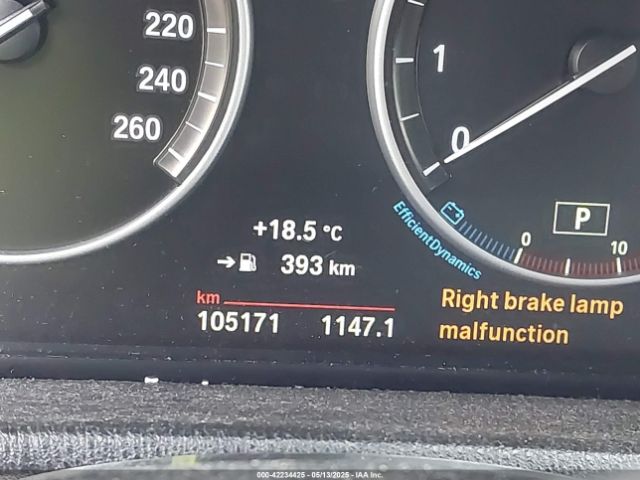 220
240
260
1
0
P
EfficientDynamics
0 10
+18.5 °C
393 km
km
105171 1147.1
Right brake lamp
malfunction
000-42234425 - 05/13/2025 - IAA Inc.